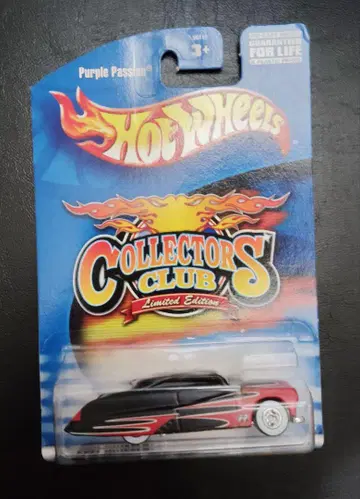 Purple Passion®
3+
GUARANTEED
FOR LIFE
HOT WHEELS
COLLECTORS
CLUB
Limited Edition